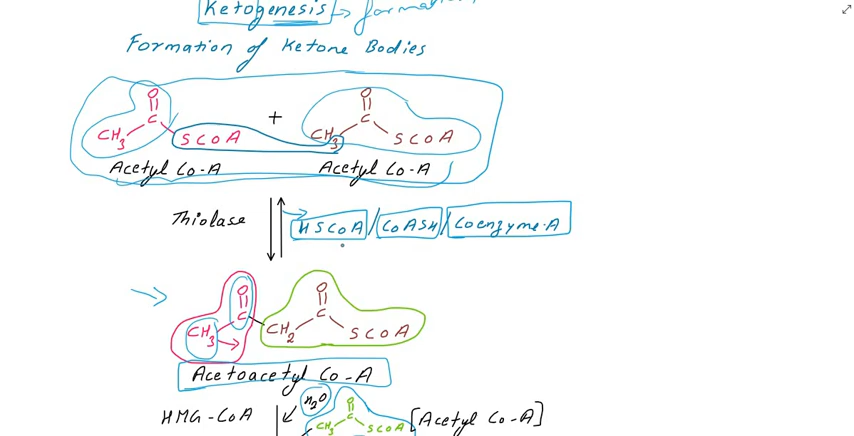 Ketogenesis → formation
Formation of Ketone Bodies
O O
C + C
CH3 SCOA CH3 SCOA
Acetyl Co-A Acetyl Co-A
Thiolase HSCOA/COASH/Coenzyme.A
O O
C C
CH3 CH2 SCOA
Acetoacetyl Co-A
HMG-COA H2O O [Acetyl Co-A]
C
CH3 SCOA